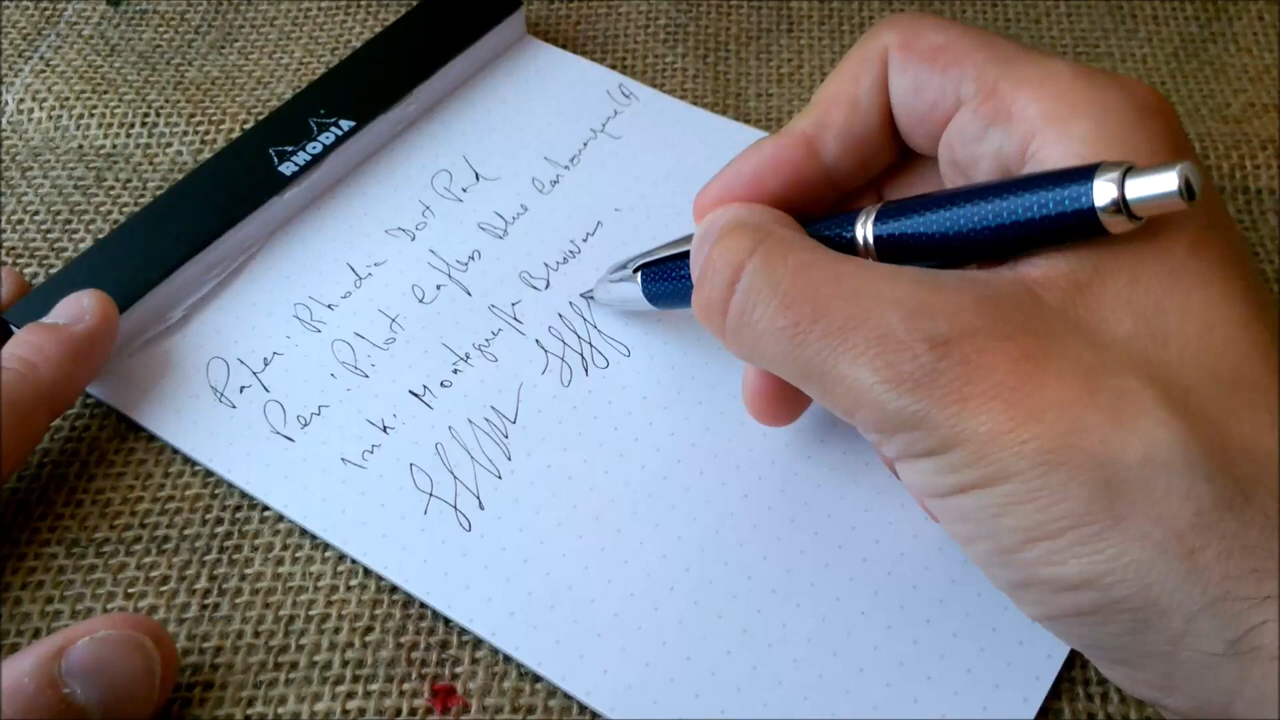 RHODIA
Paper: Rhodia Dot Pad
Pen: Pilot Capless Blue Carbonesque (A
Ink. Montegrappa Brown.